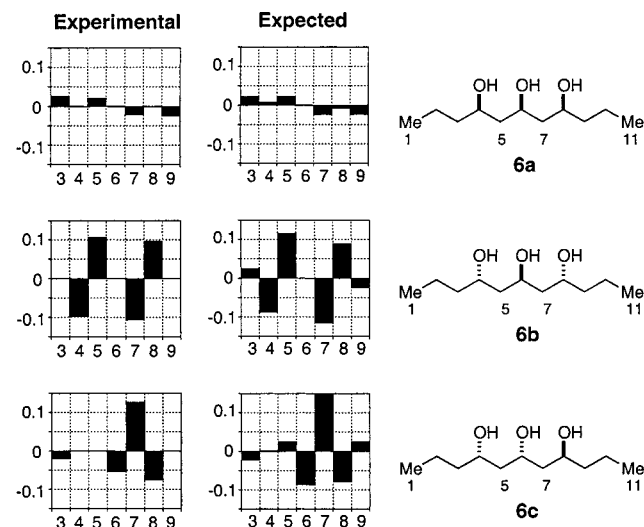 Experimental Expected
0.1 0.1 OH OH OH
0 0
Me Me
-0.1 -0.1 1 5 7 11
3 4 5 6 7 8 9 3 4 5 6 7 8 9 6a
0.1 0.1 OH OH OH
0 0
Me Me
-0.1 -0.1 1 5 7 11
3 4 5 6 7 8 9 3 4 5 6 7 8 9 6b
0.1 0.1 OH OH OH
0 0
Me Me
-0.1 -0.1 1 5 7 11
3 4 5 6 7 8 9 3 4 5 6 7 8 9 6c